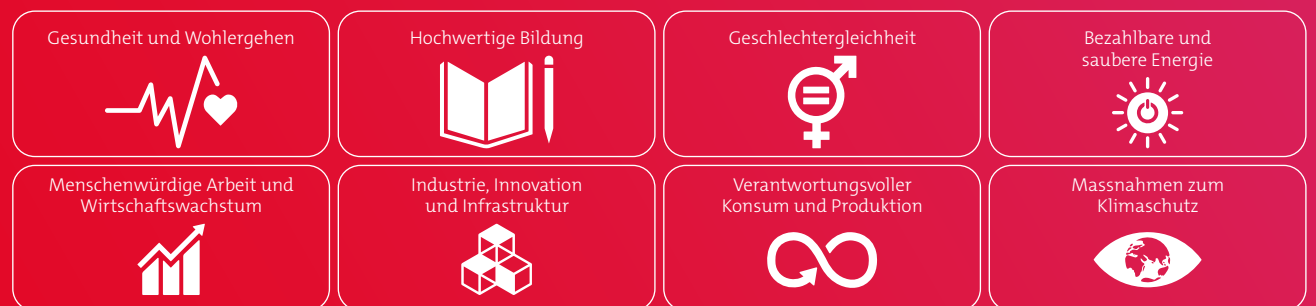 Gesundheit und Wohlergehen
Hochwertige Bildung
Geschlechtergleichheit
Bezahlbare und
saubere Energie
Menschenwürdige Arbeit und
Wirtschaftswachstum
Industrie, Innovation
und Infrastruktur
Verantwortungsvoller
Konsum und Produktion
Massnahmen zum
Klimaschutz